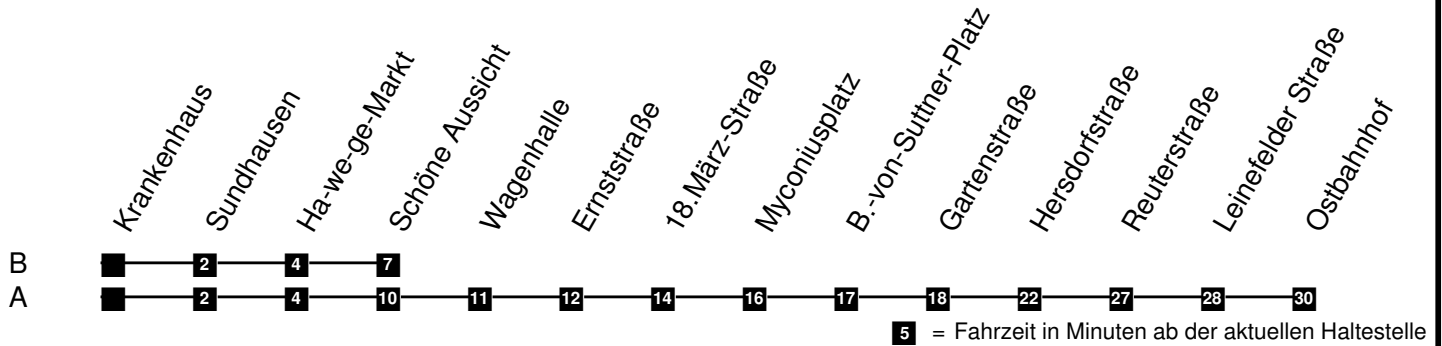 Krankenhaus
Sundhausen
Ha-we-ge-Markt
Schöne Aussicht
Wagenhalle
Ernststraße
18.März-Straße
Myconiusplatz
B.-von-Suttner-Platz
Gartenstraße
Hersdorfstraße
Reuterstraße
Leinefelder Straße
Ostbahnhof
B 2 4 7
A 2 4 10 11 12 14 16 17 18 22 27 28 30
5 = Fahrzeit in Minuten ab der aktuellen Haltestelle